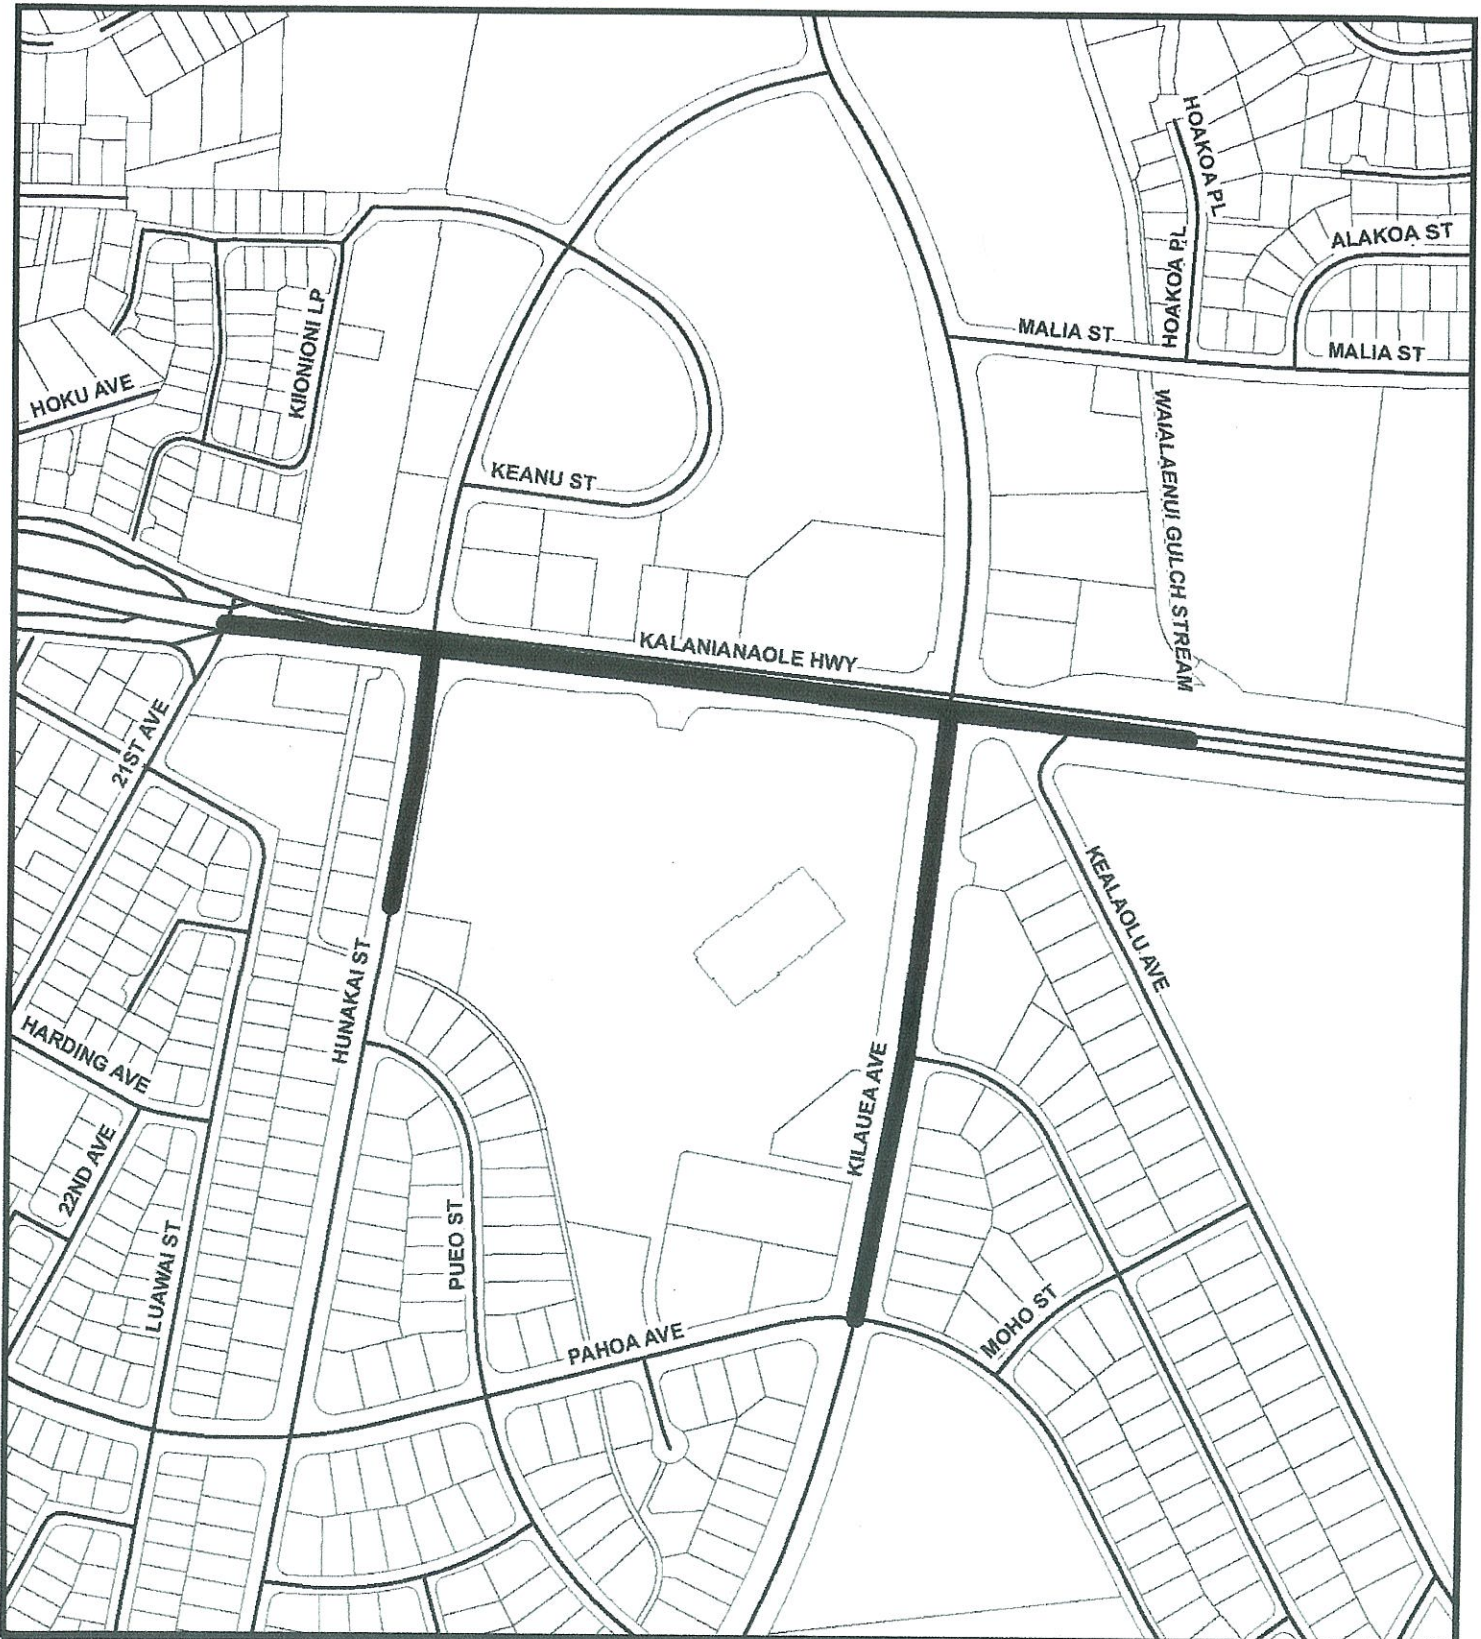 HOAKOA PL
ALAKOA ST
HOAKOA PL
KIIONIONI LP
MALIA ST
MALIA ST
HOKU AVE
WAIALAENUI GULCH STREAM
KEANU ST
KALANIANAOLE HWY
21ST AVE
KEALAOLU AVE
HUNAKAI ST
HARDING AVE
KILAUEA AVE
22ND AVE
PUEO ST
LUAWAI ST
MOHO ST
PAHOA AVE